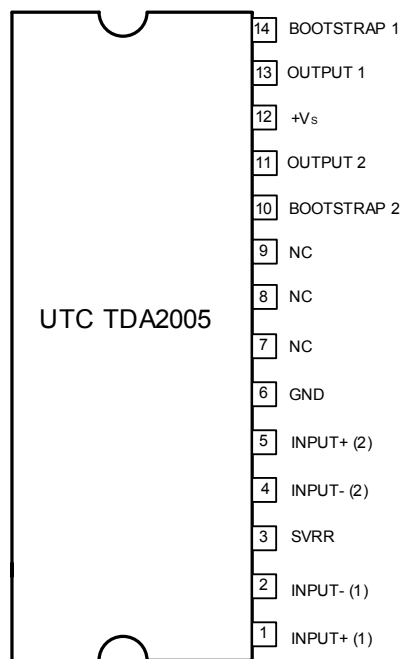 14 BOOTSTRAP 1
13 OUTPUT 1
12 +Vs
11 OUTPUT 2
10 BOOTSTRAP 2
9 NC
8 NC
UTC TDA2005
7 NC
6 GND
5 INPUT+ (2)
4 INPUT- (2)
3 SVRR
2 INPUT- (1)
1 INPUT+ (1)